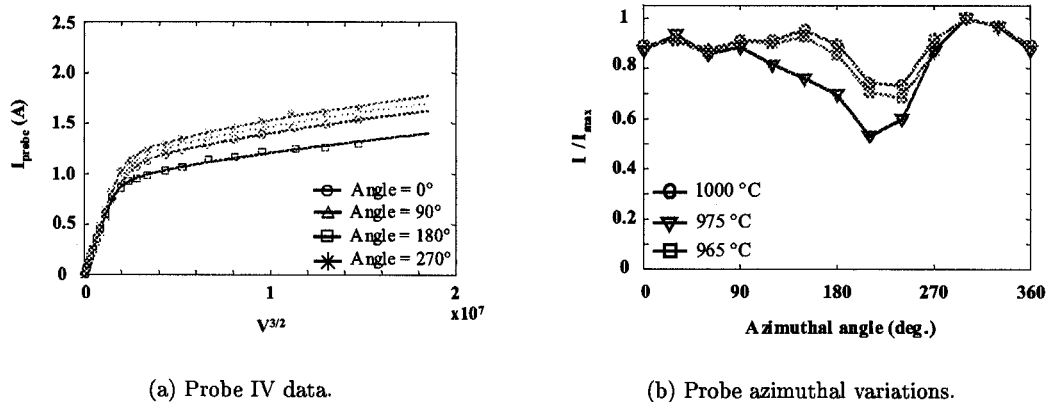 2.5
2.0
1.5
1.0
0.5
0
I_probe (A)
Angle = 0°
Angle = 90°
Angle = 180°
Angle = 270°
0 1 2
x10^7
V^3/2
(a) Probe IV data.
1
0.8
0.6
0.4
0.2
0
I / I_max
1000 °C
975 °C
965 °C
0 90 180 270 360
Azimuthal angle (deg.)
(b) Probe azimuthal variations.